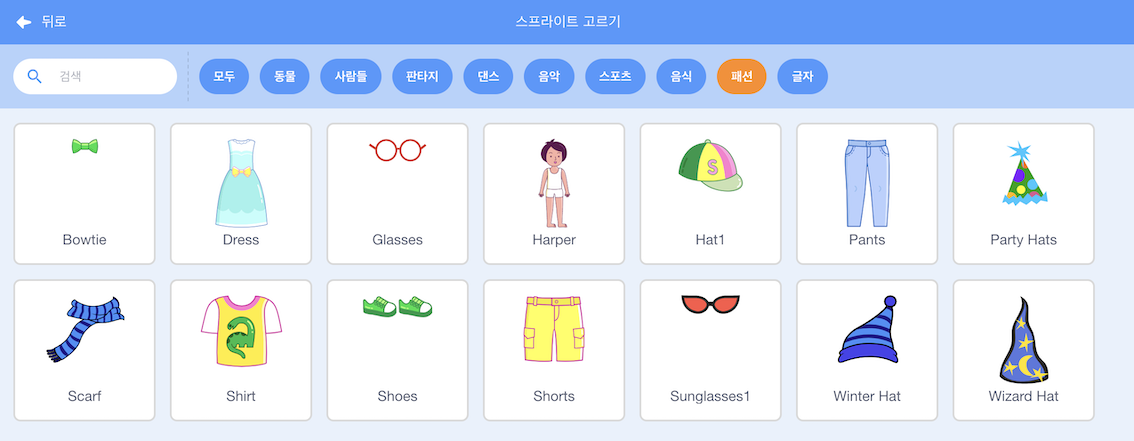 뒤로
스프라이트 고르기
검색
모두 동물 사람들 판타지 댄스 음악 스포츠 음식 패션 글자
S
Bowtie Dress Glasses Harper Hat1 Pants Party Hats
Scarf Shirt Shoes Shorts Sunglasses1 Winter Hat Wizard Hat